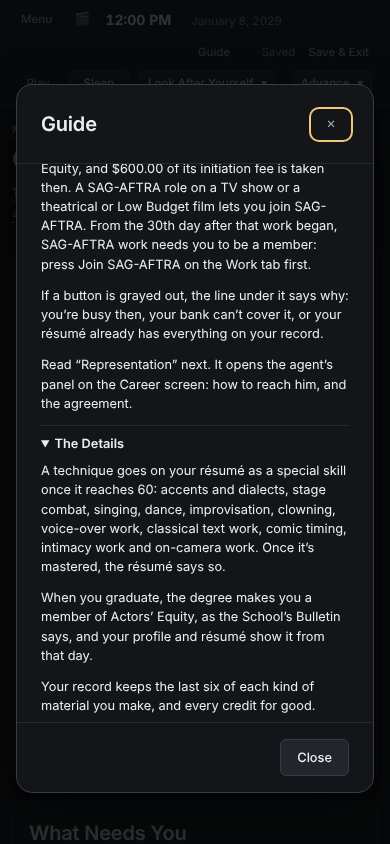 Menu 🎬 12:00 PM January 8, 2029
Guide Saved Save & Exit
Play Sleep Look After Yourself ▾ Advance ▾
Guide
×
Equity, and $600.00 of its initiation fee is taken
then. A SAG-AFTRA role on a TV show or a
theatrical or Low Budget film lets you join SAG-
AFTRA. From the 30th day after that work began,
SAG-AFTRA work needs you to be a member:
press Join SAG-AFTRA on the Work tab first.
If a button is grayed out, the line under it says why:
you’re busy then, your bank can’t cover it, or your
résumé already has everything on your record.
Read “Representation” next. It opens the agent’s
panel on the Career screen: how to reach him, and
the agreement.
▼ The Details
A technique goes on your résumé as a special skill
once it reaches 60: accents and dialects, stage
combat, singing, dance, improvisation, clowning,
voice-over work, classical text work, comic timing,
intimacy work and on-camera work. Once it’s
mastered, the résumé says so.
When you graduate, the degree makes you a
member of Actors’ Equity, as the School’s Bulletin
says, and your profile and résumé show it from
that day.
Your record keeps the last six of each kind of
material you make, and every credit for good.
Close
What Needs You